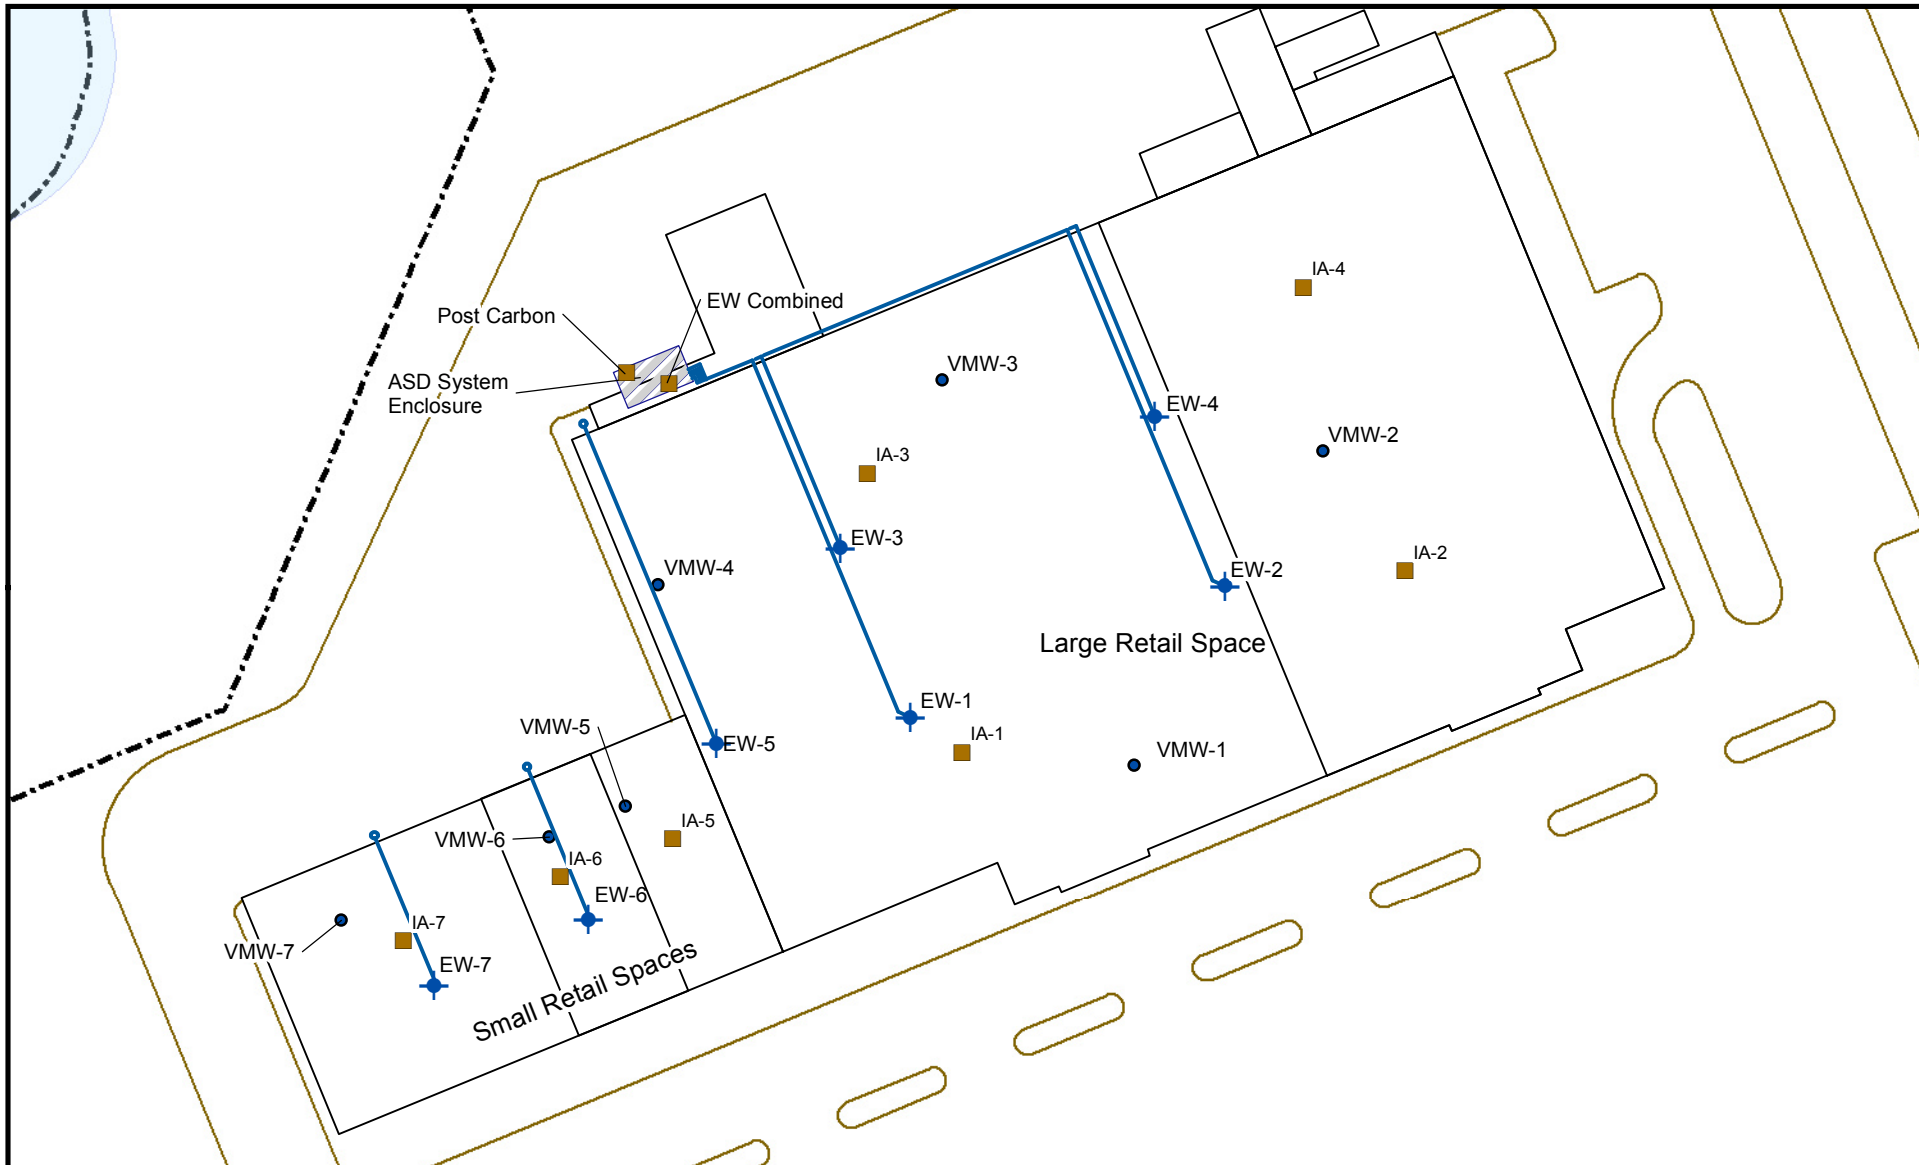 IA-4
EW Combined
Post Carbon
VMW-3
ASD System
Enclosure
EW-4
VMW-2
IA-3
EW-3
IA-2
VMW-4
EW-2
Large Retail Space
EW-1
VMW-5
IA-1
EW-5
VMW-1
IA-5
VMW-6
IA-6
EW-6
IA-7
VMW-7
EW-7
Small Retail Spaces